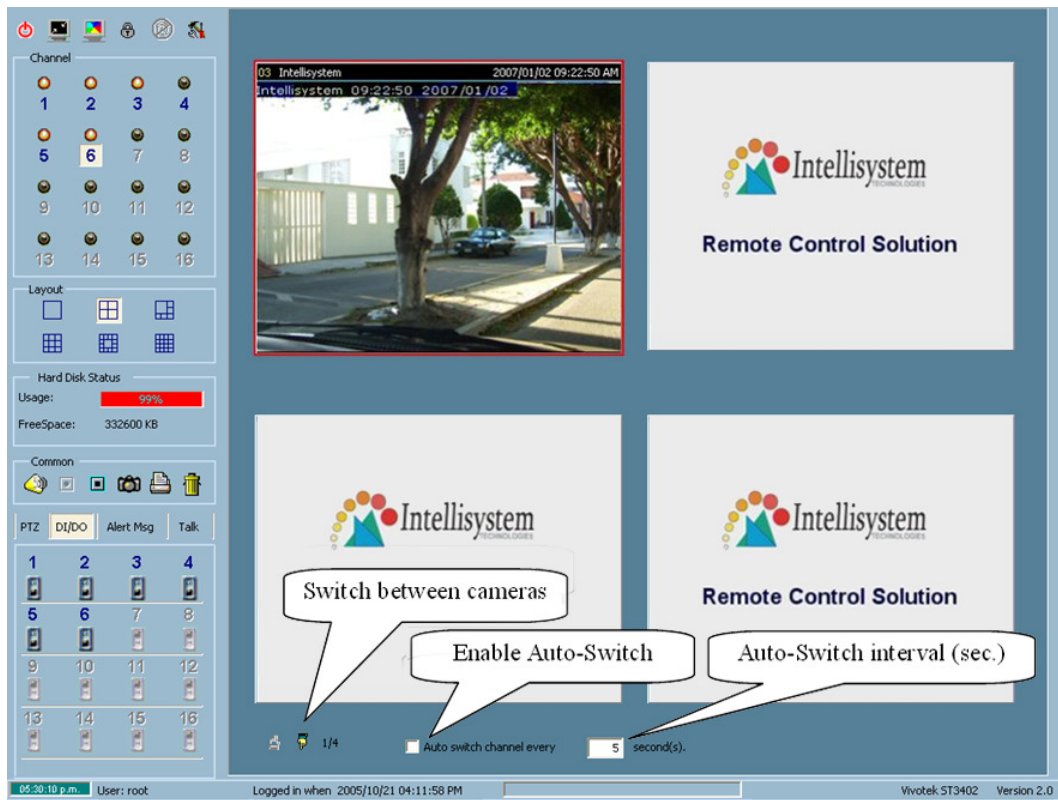 Channel
1 2 3 4
5 6 7 8
9 10 11 12
13 14 15 16
Layout
Hard Disk Status
Usage: 99%
FreeSpace: 332600 KB
Common
PTZ DI/DO Alert Msg Talk
1 2 3 4
5 6 7 8
9 10 11 12
13 14 15 16
03 Intellisystem 2007/01/02 09:22:50 AM
Intellisystem 09:22:50 2007/01/02
Intellisystem
TECHNOLOGIES
Remote Control Solution
Intellisystem
TECHNOLOGIES
Intellisystem
TECHNOLOGIES
Remote Control Solution
Switch between cameras
Enable Auto-Switch
Auto-Switch interval (sec.)
1/4
Auto switch channel every 5 second(s).
05:30:10 p.m. User: root Logged in when 2005/10/21 04:11:58 PM Vivotek ST3402 Version 2.0